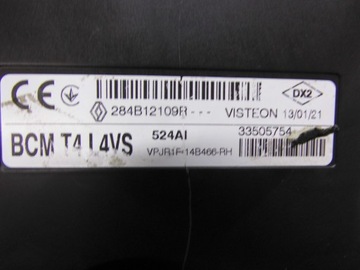 CE 284B12109R--- VISTEON 13/01/21 DX2
BCM T4 L4VS 524AI 33505754
VPJR1F-14B466-RH